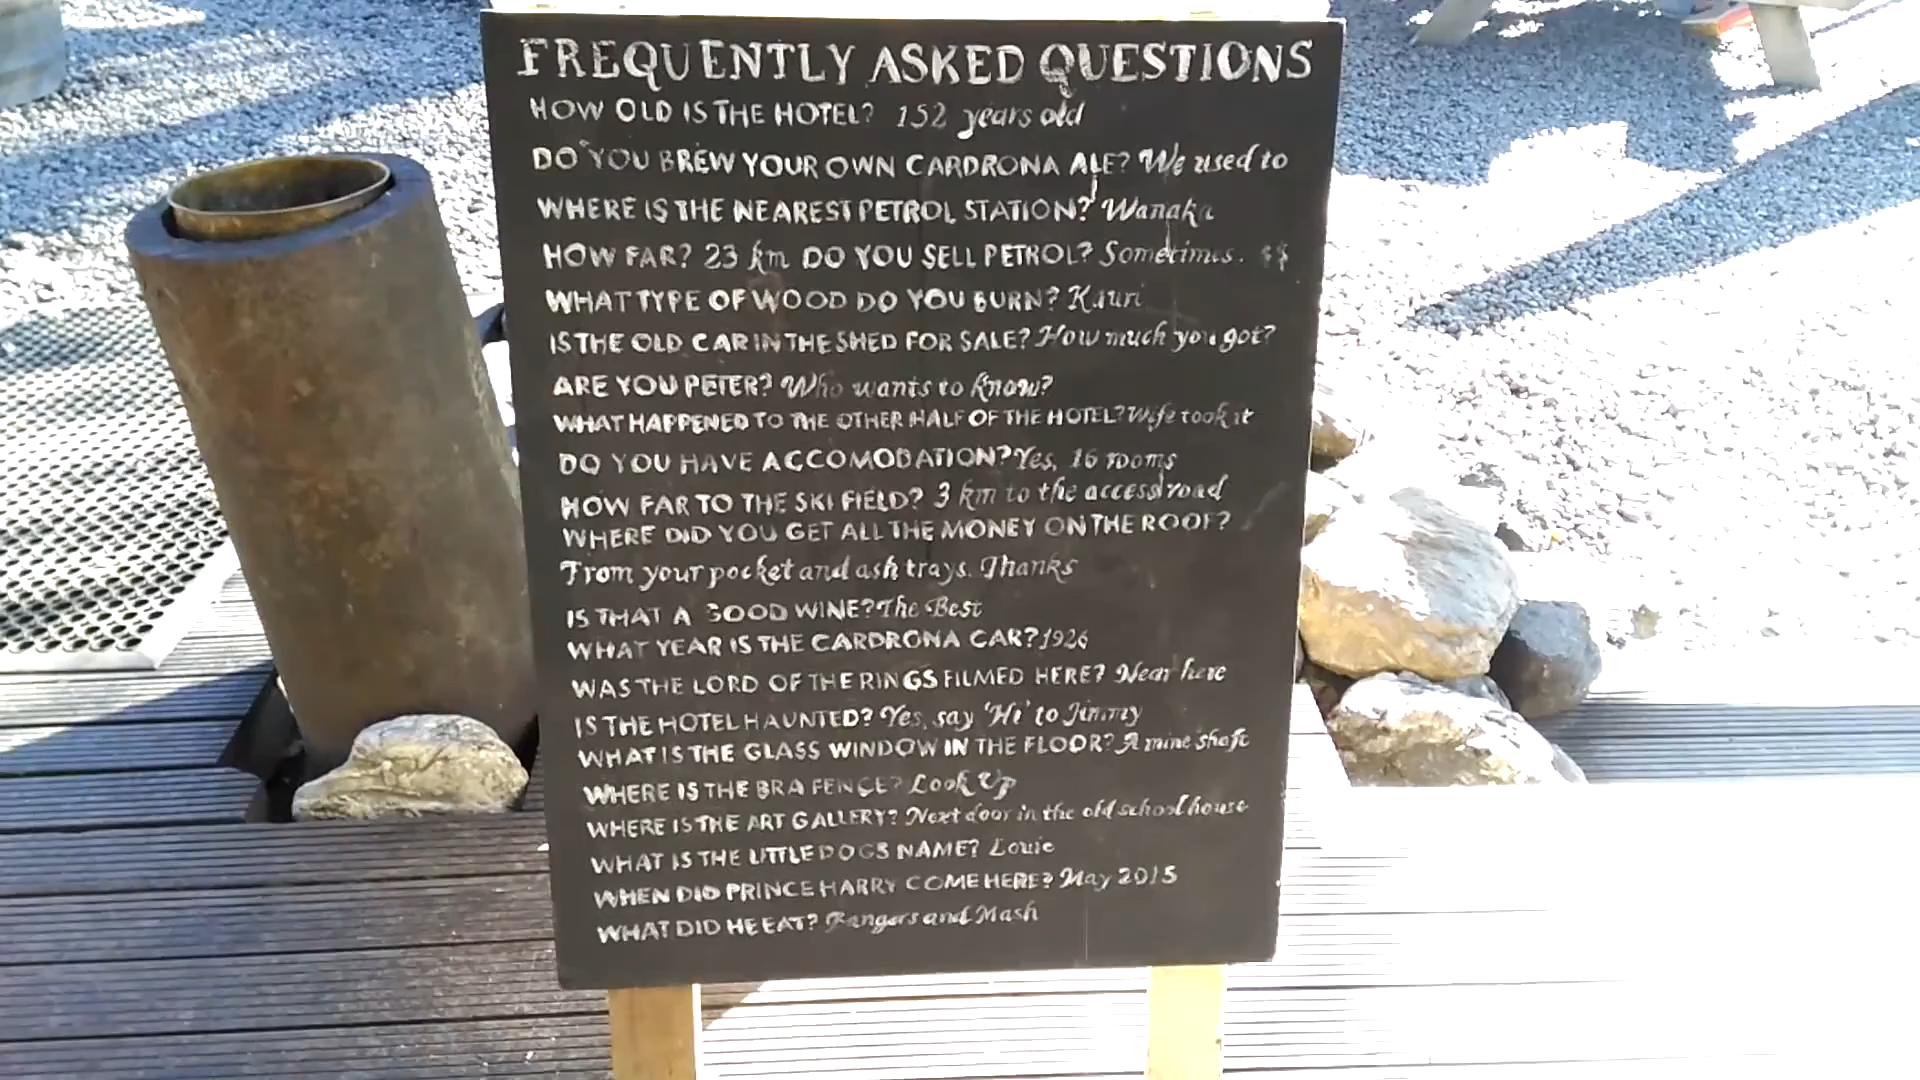 FREQUENTLY ASKED QUESTIONS
HOW OLD IS THE HOTEL? 152 years old
DO YOU BREW YOUR OWN CARDRONA ALE? We used to
WHERE IS THE NEAREST PETROL STATION? Wanaka
HOW FAR? 23 km DO YOU SELL PETROL? Sometimes. $$
WHAT TYPE OF WOOD DO YOU BURN? Kauri
IS THE OLD CAR IN THE SHED FOR SALE? How much you got?
ARE YOU PETER? Who wants to know?
WHAT HAPPENED TO THE OTHER HALF OF THE HOTEL? Wife took it
DO YOU HAVE ACCOMODATION? Yes, 16 rooms
HOW FAR TO THE SKI FIELD? 3 km to the access road
WHERE DID YOU GET ALL THE MONEY ON THE ROOF?
From your pocket and ash trays. Thanks
IS THAT A GOOD WINE? The Best
WHAT YEAR IS THE CARDRONA CAR? 1926
WAS THE LORD OF THE RINGS FILMED HERE? Near here
IS THE HOTEL HAUNTED? Yes, say 'Hi' to Jimmy
WHAT IS THE GLASS WINDOW IN THE FLOOR? A mine shaft
WHERE IS THE BRA FENCE? Look Up
WHERE IS THE ART GALLERY? Next door in the old school house
WHAT IS THE LITTLE DOGS NAME? Louie
WHEN DID PRINCE HARRY COME HERE? May 2015
WHAT DID HE EAT? Bangers and Mash